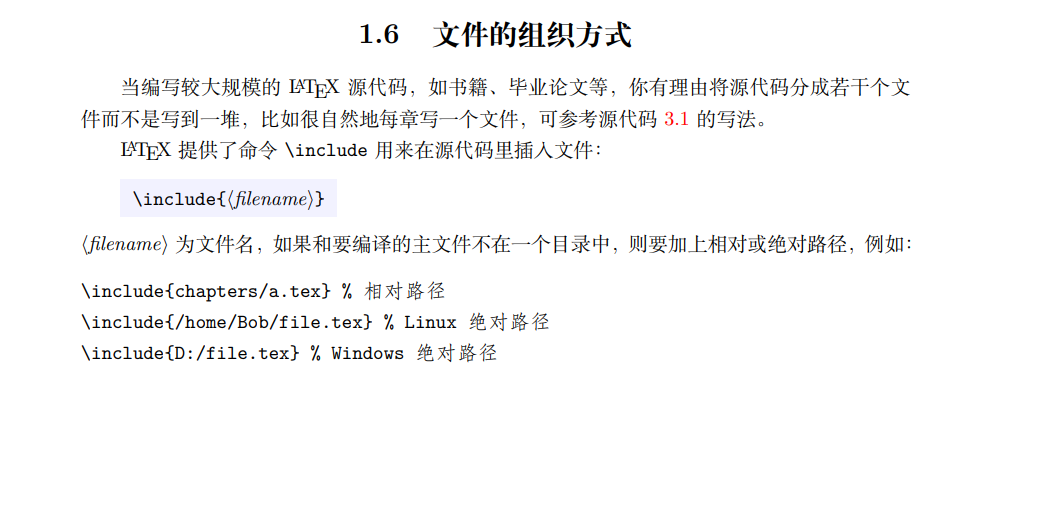 1.6 文件的组织方式
当编写较大规模的 LATEX 源代码，如书籍、毕业论文等，你有理由将源代码分成若干个文
件而不是写到一堆，比如很自然地每章写一个文件，可参考源代码 3.1 的写法。
LATEX 提供了命令 \include 用来在源代码里插入文件：
\include{⟨filename⟩}
⟨filename⟩ 为文件名，如果和要编译的主文件不在一个目录中，则要加上相对或绝对路径，例如：
\include{chapters/a.tex} % 相对路径
\include{/home/Bob/file.tex} % Linux 绝对路径
\include{D:/file.tex} % Windows 绝对路径